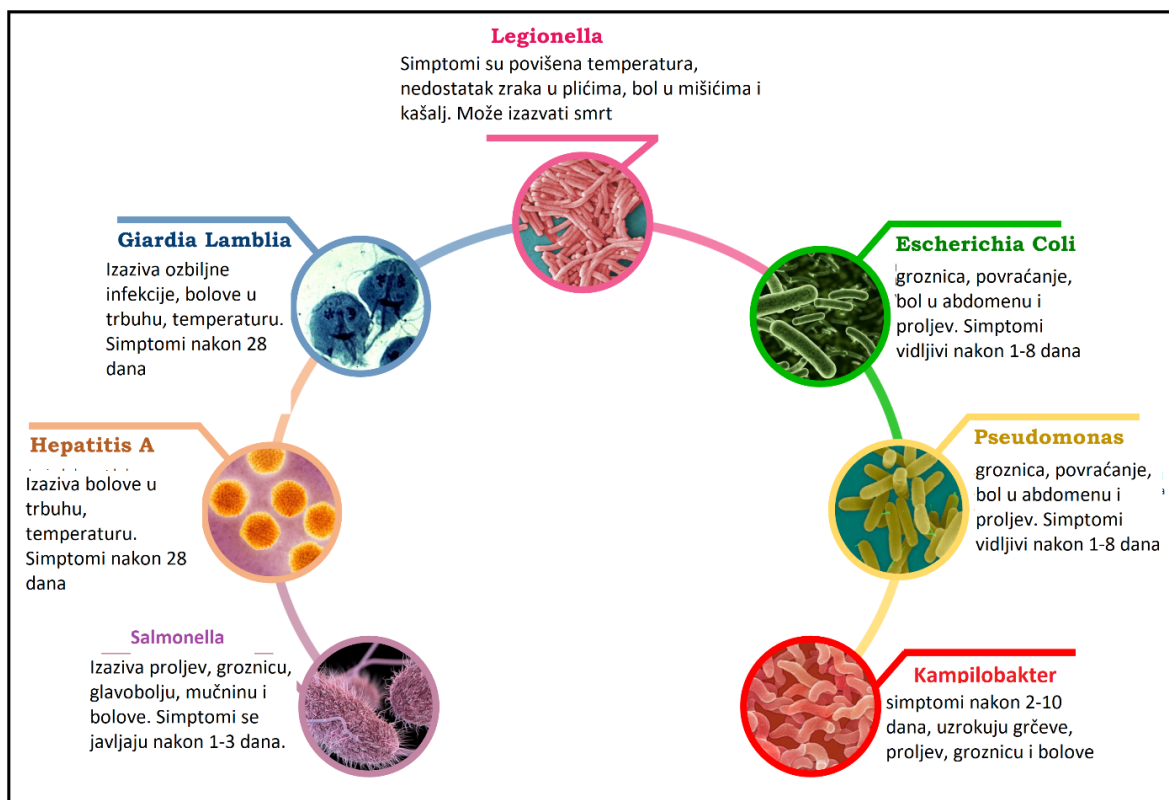 Legionella
Simptomi su povišena temperatura,
nedostatak zraka u plićima, bol u mišićima i
kašalj. Može izazvati smrt
Giardia Lamblia
Izaziva ozbiljne
infekcije, bolove u
trbuhu, temperaturu.
Simptomi nakon 28
dana
Escherichia Coli
groznica, povraćanje,
bol u abdomenu i
proljev. Simptomi
vidljivi nakon 1-8 dana
Hepatitis A
Izaziva bolove u
trbuhu,
temperaturu.
Simptomi nakon 28
dana
Pseudomonas
groznica, povraćanje,
bol u abdomenu i
proljev. Simptomi
vidljivi nakon 1-8 dana
Salmonella
Izaziva proljev, groznicu,
glavobolju, mučninu i
bolove. Simptomi se
javljaju nakon 1-3 dana.
Kampilobakter
simptomi nakon 2-10
dana, uzrokuju grčeve,
proljev, groznicu i bolove